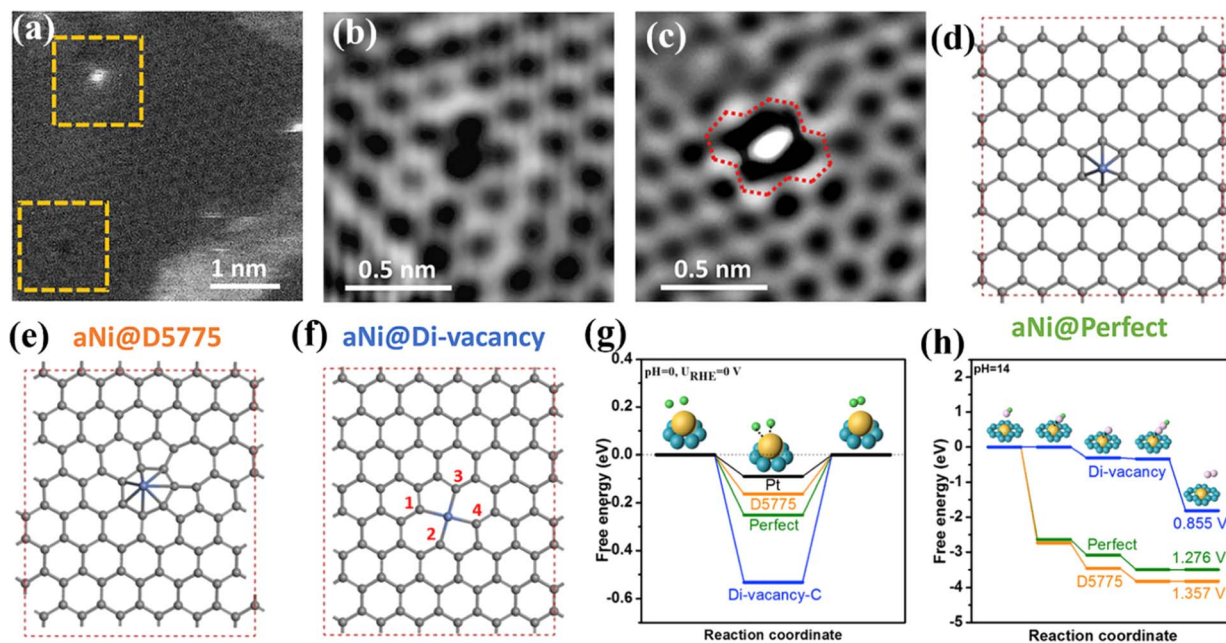 (a)
1 nm
(b)
0.5 nm
(c)
0.5 nm
(d)
aNi@Perfect
(e) aNi@D5775
(f) aNi@Di-vacancy
1
2
3
4
(g)
pH=0, U_RHE=0 V
Free energy (eV)
0.4
0.2
0.0
-0.2
-0.4
-0.6
Pt
D5775
Perfect
Di-vacancy-C
Reaction coordinate
(h)
pH=14
Free energy (eV)
2
1
0
-1
-2
-3
-4
-5
Di-vacancy
0.855 V
Perfect
1.276 V
D5775
1.357 V
Reaction coordinate